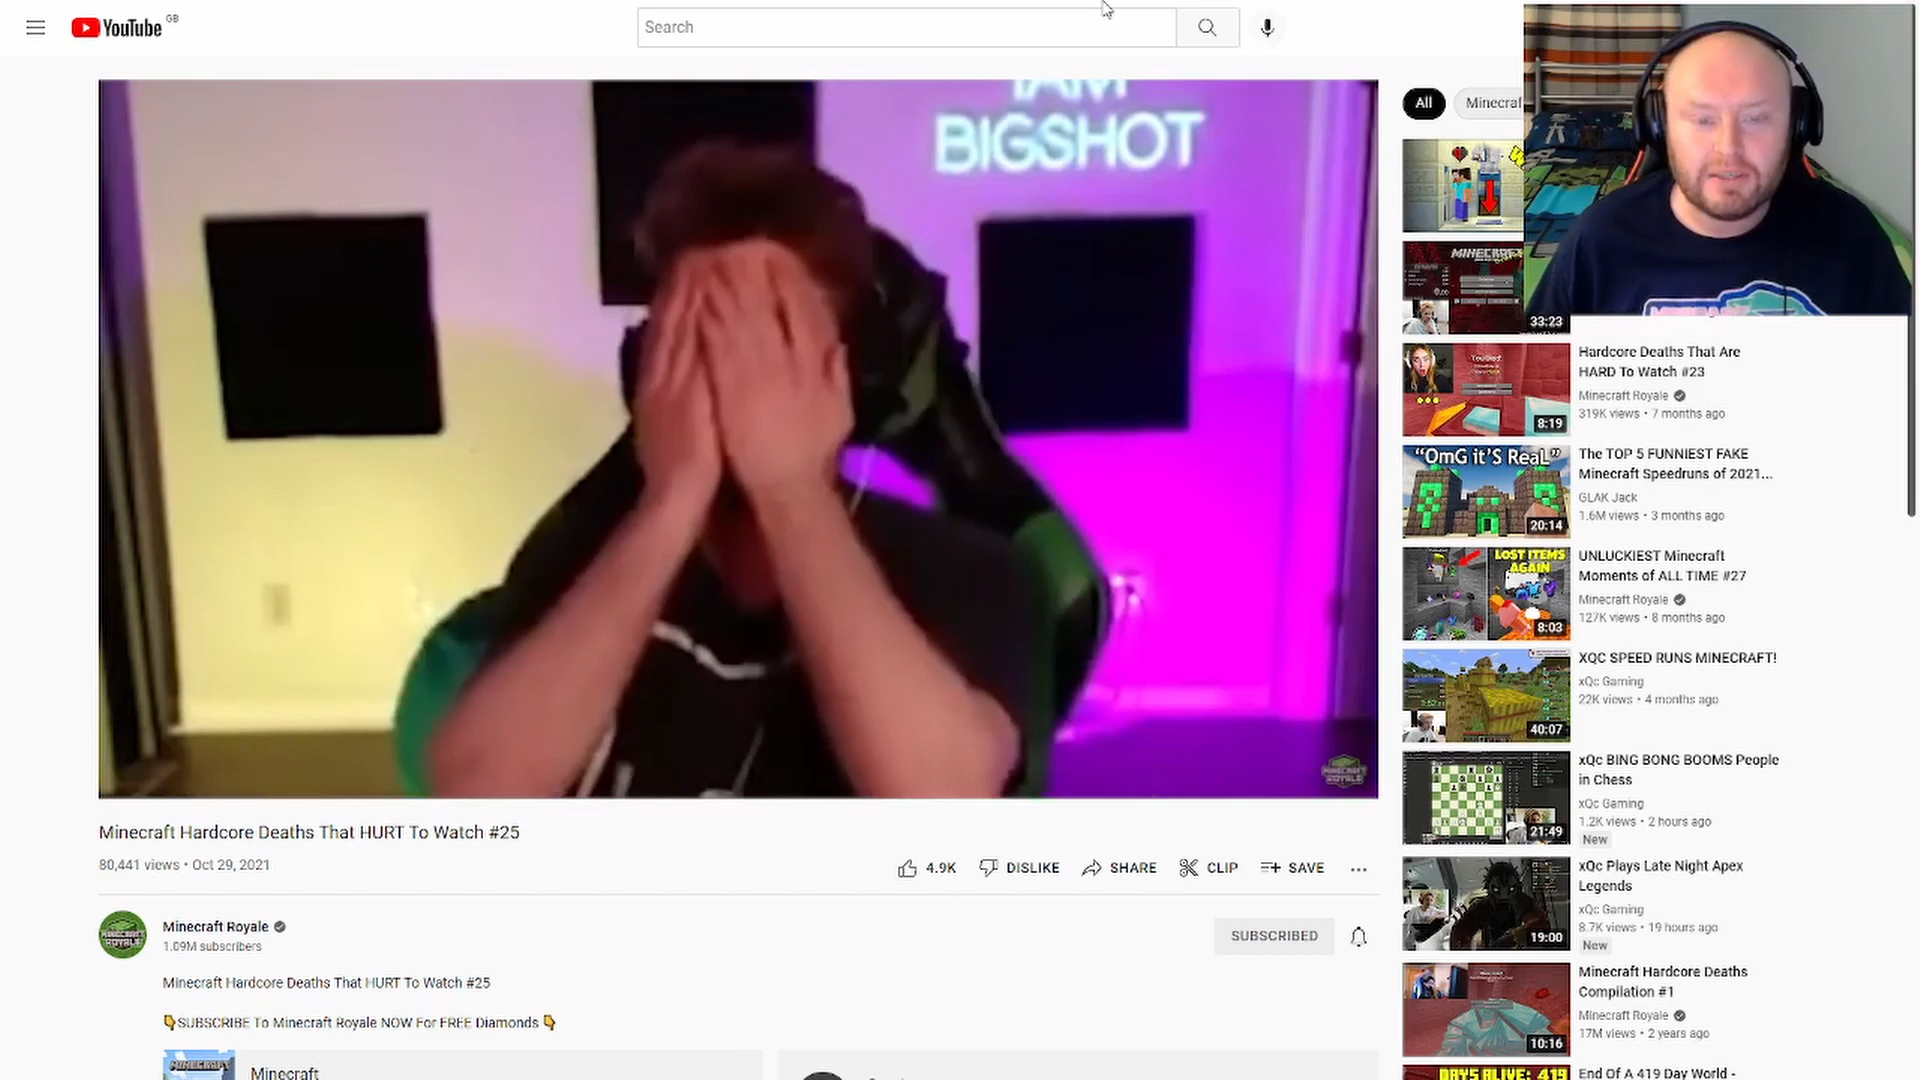 YouTube GB
Search
I AM
BIGSHOT
All
Minecraf
33:23
Hardcore Deaths That Are
HARD To Watch #23
Minecraft Royale
319K views • 7 months ago
8:19
"OmG it'S ReaL"
The TOP 5 FUNNIEST FAKE
Minecraft Speedruns of 2021...
GLAK Jack
1.6M views • 3 months ago
20:14
LOST ITEMS
AGAIN
UNLUCKIEST Minecraft
Moments of ALL TIME #27
Minecraft Royale
127K views • 8 months ago
8:03
XQC SPEED RUNS MINECRAFT!
xQc Gaming
22K views • 4 months ago
40:07
xQc BING BONG BOOMS People
in Chess
xQc Gaming
1.2K views • 2 hours ago
New
21:49
xQc Plays Late Night Apex
Legends
xQc Gaming
8.7K views • 19 hours ago
New
19:00
Minecraft Hardcore Deaths
Compilation #1
Minecraft Royale
17M views • 2 years ago
10:16
DAYS ALIVE: 419
End Of A 419 Day World -
MINECRAFT
ROYALE
Minecraft Hardcore Deaths That HURT To Watch #25
80,441 views • Oct 29, 2021
4.9K
DISLIKE
SHARE
CLIP
SAVE
Minecraft Royale
1.09M subscribers
SUBSCRIBED
Minecraft Hardcore Deaths That HURT To Watch #25
👇SUBSCRIBE To Minecraft Royale NOW For FREE Diamonds 👇
MINECRAFT
Minecraft